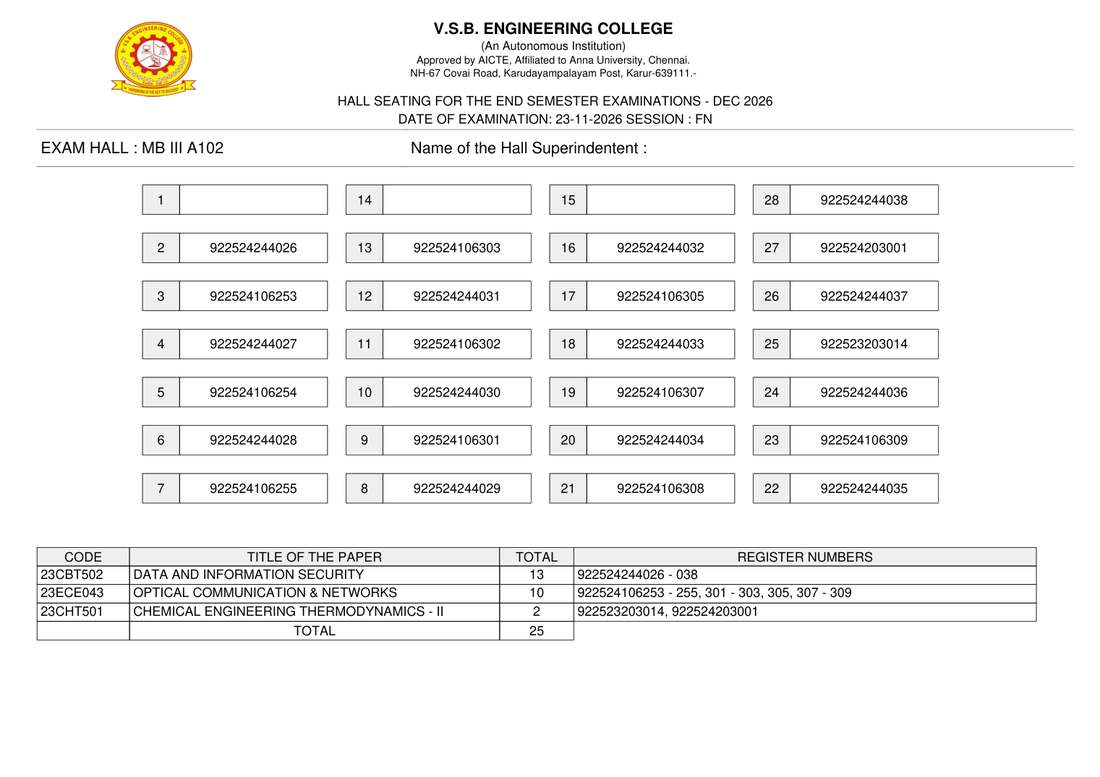 V.S.B. ENGINEERING COLLEGE
(An Autonomous Institution)
Approved by AICTE, Affiliated to Anna University, Chennai.
NH-67 Covai Road, Karudayampalayam Post, Karur-639111.-
HALL SEATING FOR THE END SEMESTER EXAMINATIONS - DEC 2026
DATE OF EXAMINATION: 23-11-2026 SESSION : FN
EXAM HALL : MB III A102 Name of the Hall Superindentent :
1 14 15 28 922524244038
2 922524244026 13 922524106303 16 922524244032 27 922524203001
3 922524106253 12 922524244031 17 922524106305 26 922524244037
4 922524244027 11 922524106302 18 922524244033 25 922523203014
5 922524106254 10 922524244030 19 922524106307 24 922524244036
6 922524244028 9 922524106301 20 922524244034 23 922524106309
7 922524106255 8 922524244029 21 922524106308 22 922524244035
CODE TITLE OF THE PAPER TOTAL REGISTER NUMBERS
23CBT502 DATA AND INFORMATION SECURITY 13 922524244026 - 038
23ECE043 OPTICAL COMMUNICATION & NETWORKS 10 922524106253 - 255, 301 - 303, 305, 307 - 309
23CHT501 CHEMICAL ENGINEERING THERMODYNAMICS - II 2 922523203014, 922524203001
TOTAL 25